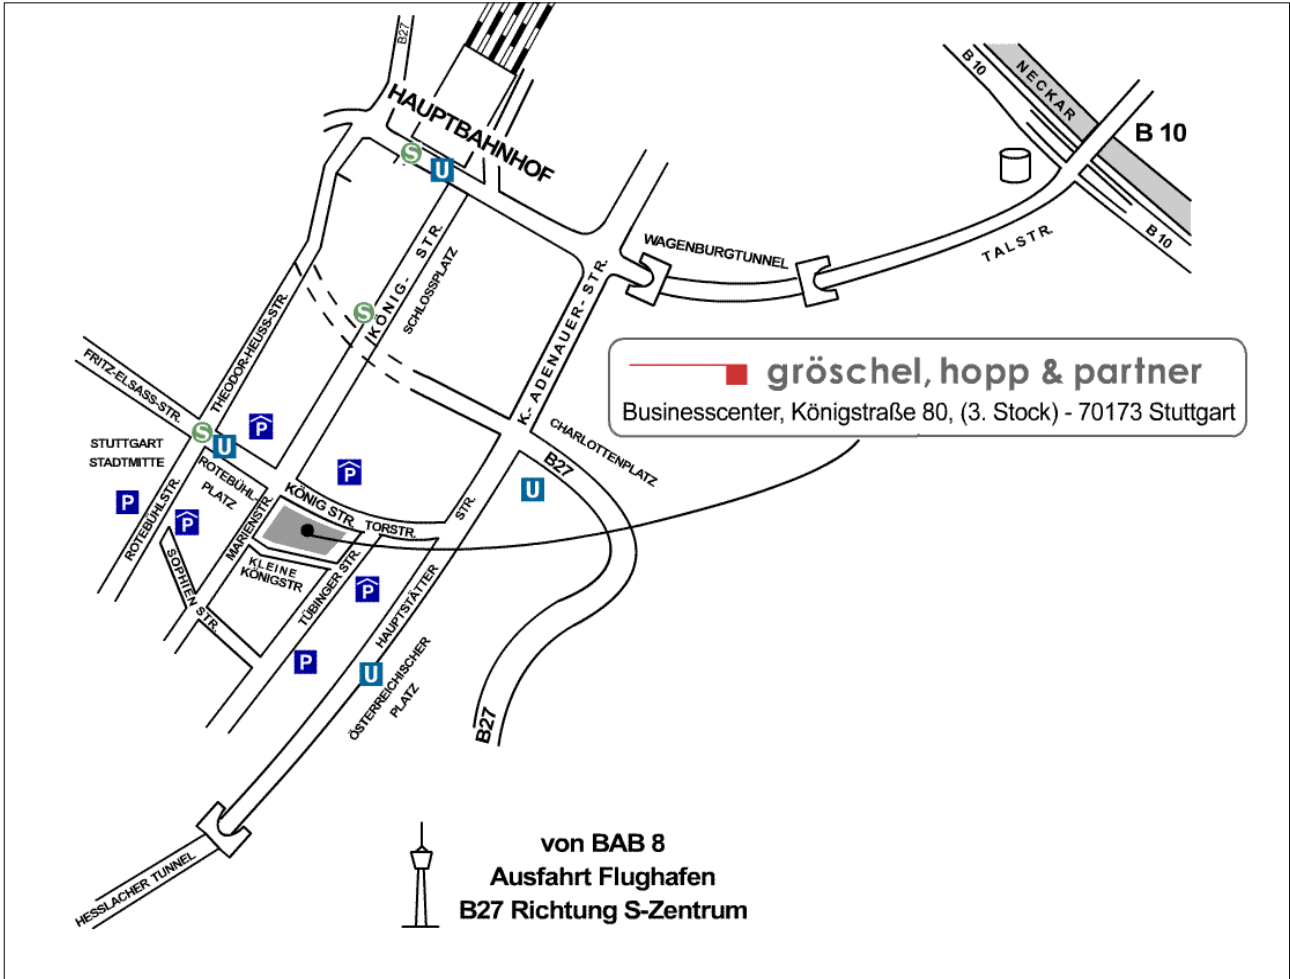 B27
HAUPTBAHNHOF
S
U
B 10
NECKAR
B 10
B 10
TALSTR.
WAGENBURGTUNNEL
KÖNIG- STR.
SCHLOSSPLATZ
S
K.- ADENAUER- STR.
THEODOR-HEUSS-STR.
FRITZ-ELSASS-STR.
gröschel, hopp & partner
Businesscenter, Königstraße 80, (3. Stock) - 70173 Stuttgart
CHARLOTTENPLATZ
B27
U
S
U
P
P
STUTTGART
STADTMITTE
ROTEBÜHL-
PLATZ
P
P
ROTEBÜHLSTR.
MARIENSTR.
KÖNIG STR.
TORSTR.
STR.
SOPHIEN STR.
KLEINE
KÖNIGSTR
TÜBINGER STR.
P
HAUPTSTÄTTER
P
U
ÖSTERREICHISCHER
PLATZ
B27
HESSLACHER TUNNEL
von BAB 8
Ausfahrt Flughafen
B27 Richtung S-Zentrum